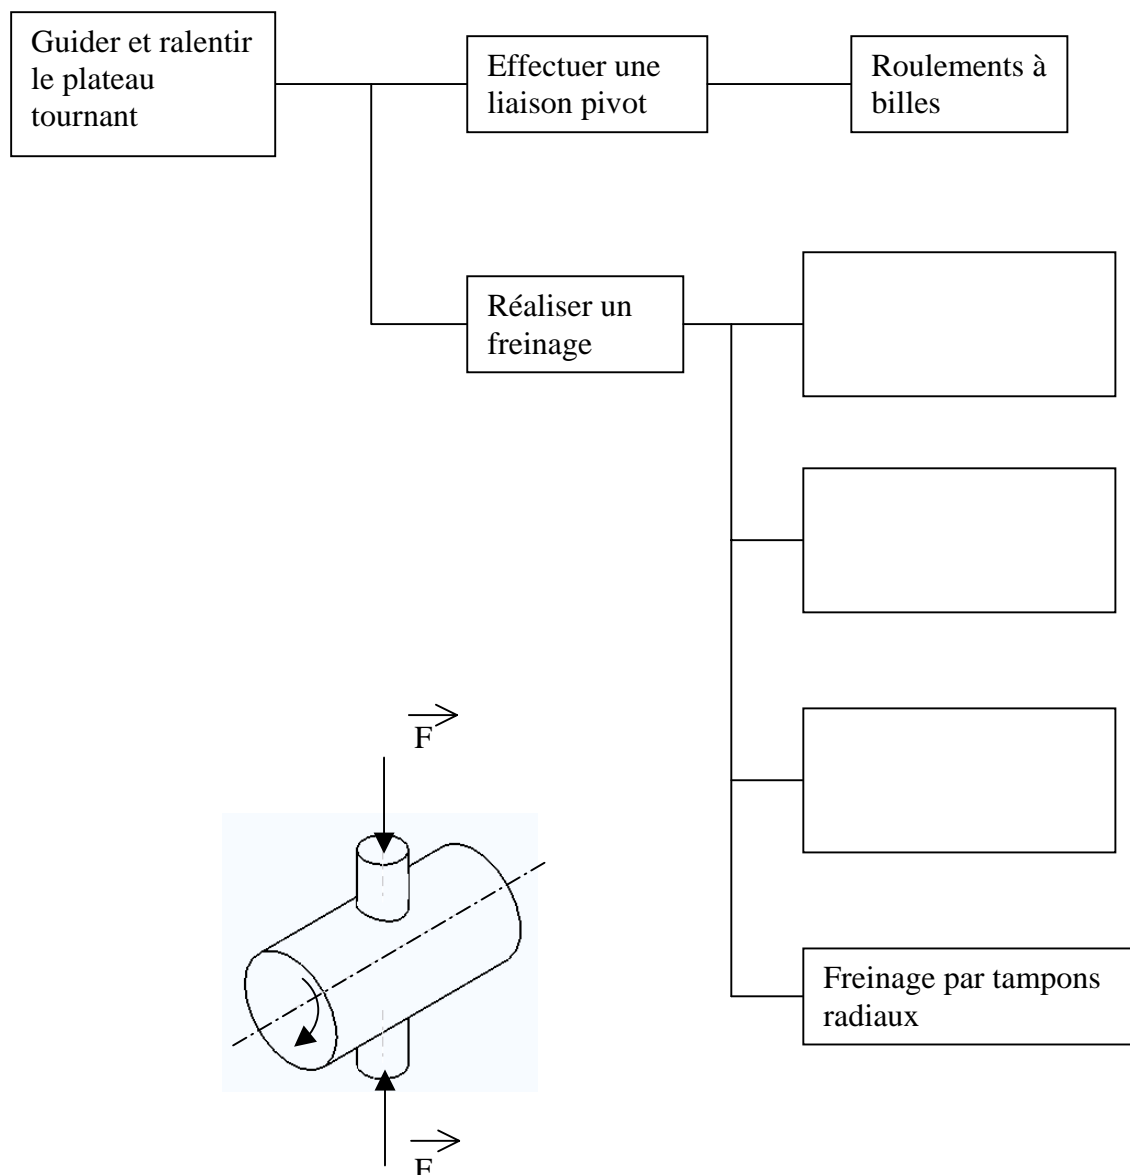 Guider et ralentir
le plateau
tournant
Effectuer une
liaison pivot
Roulements à
billes
Réaliser un
freinage
F
Freinage par tampons
radiaux
F